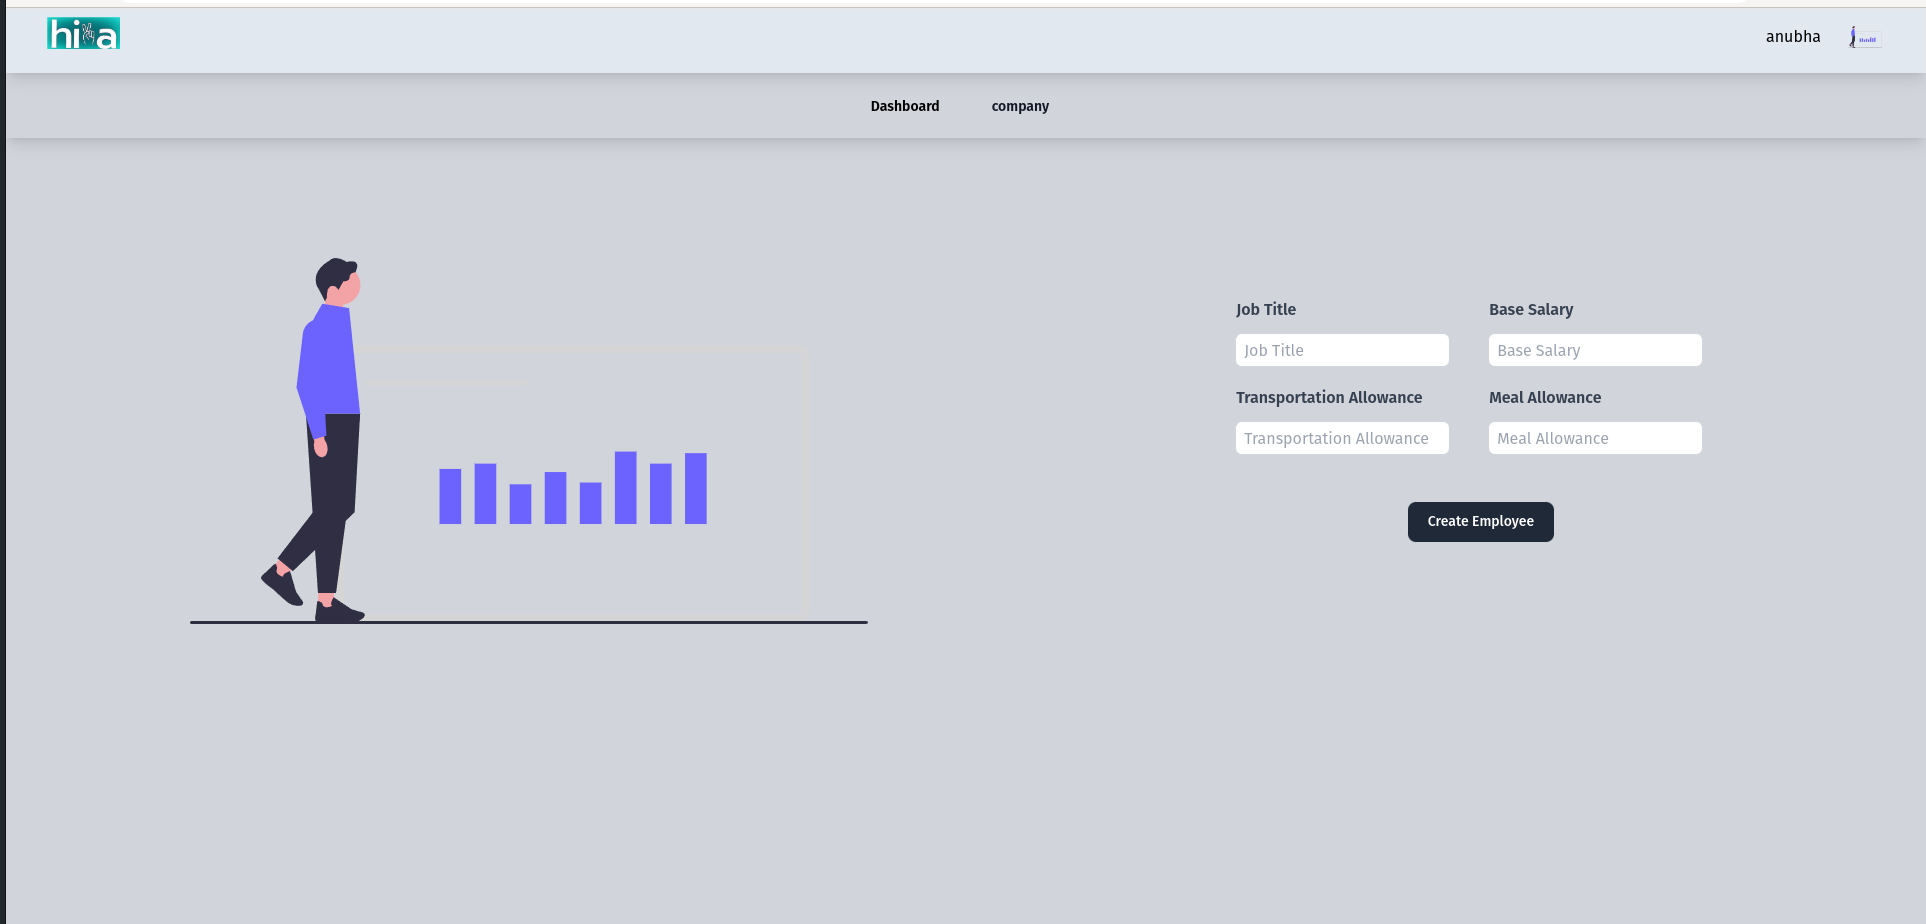 anubha
Dashboard
company
Job Title
Base Salary
Job Title
Base Salary
Transportation Allowance
Meal Allowance
Transportation Allowance
Meal Allowance
Create Employee